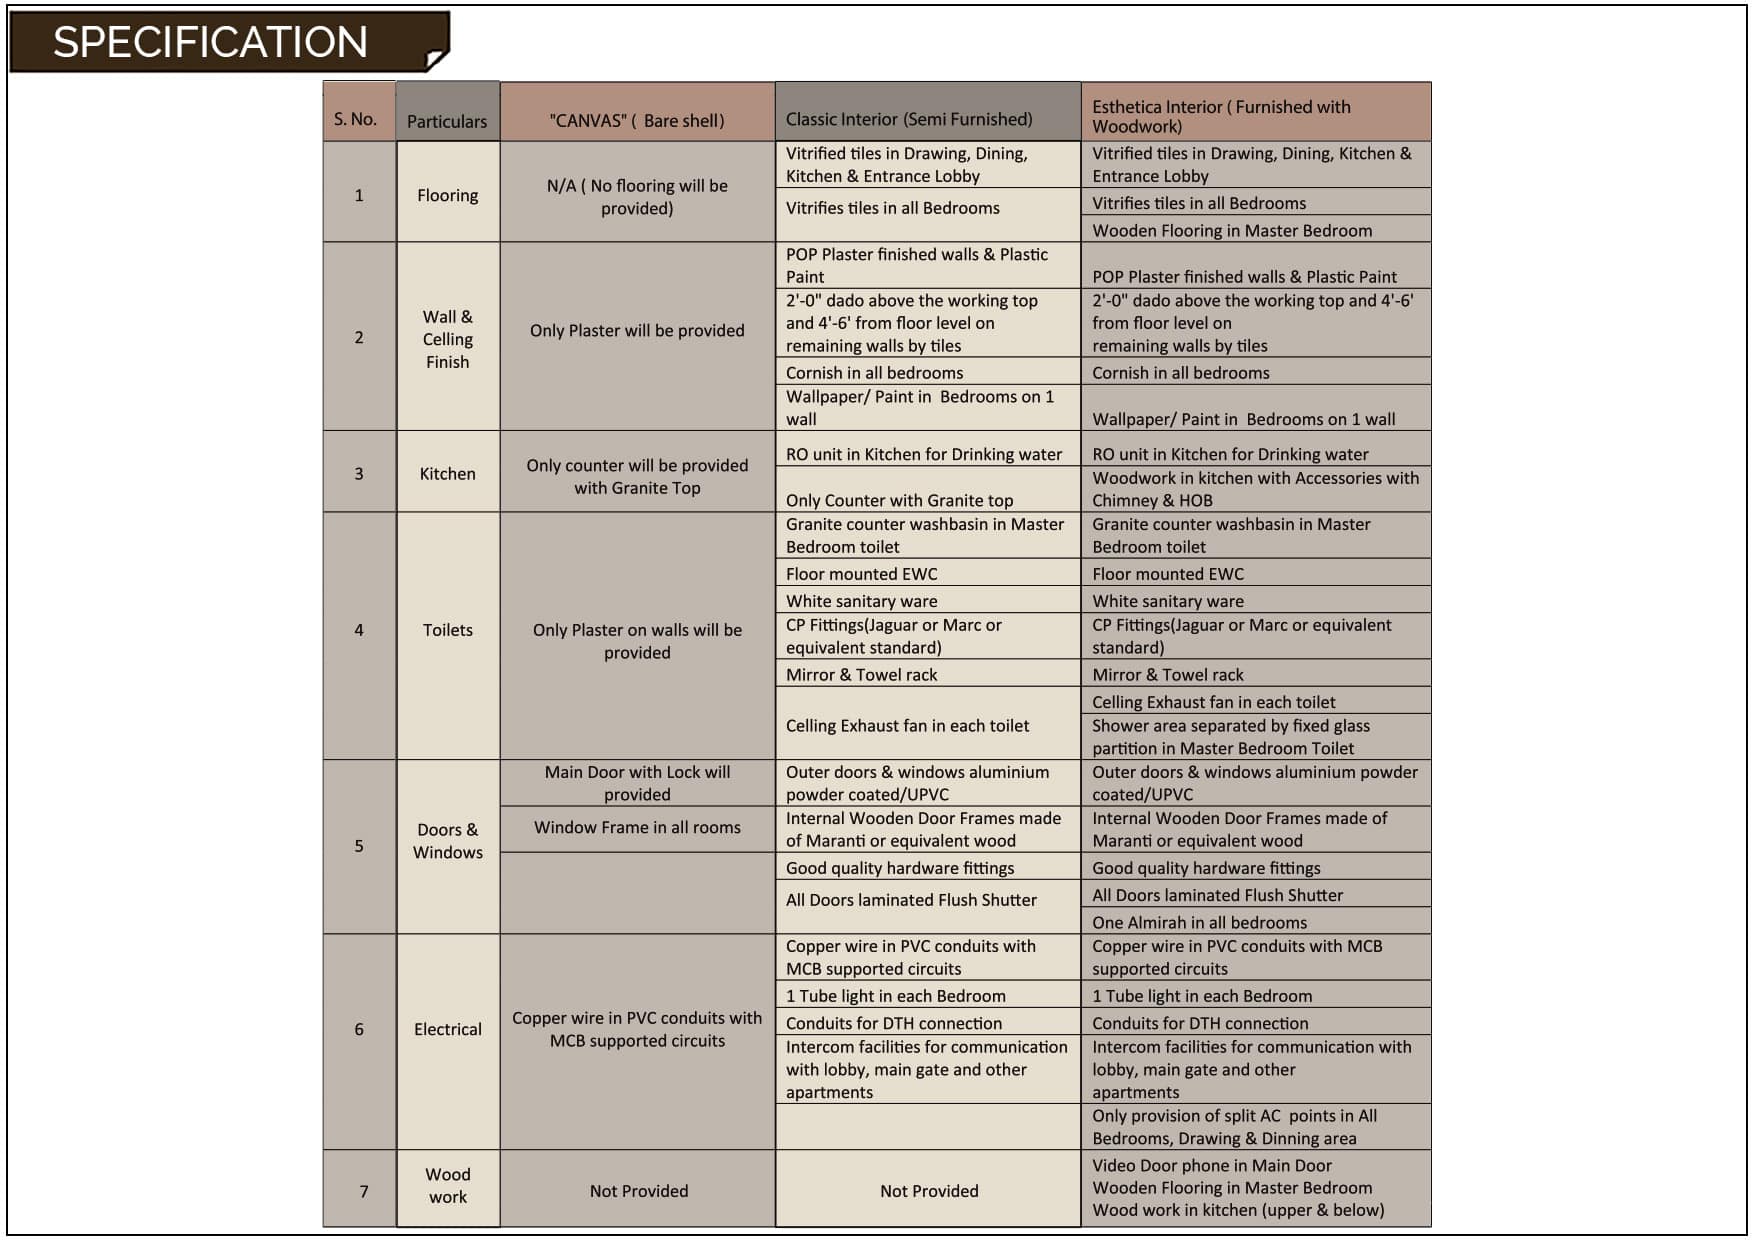 SPECIFICATION
S. No.
Particulars
"CANVAS" ( Bare shell)
Classic Interior (Semi Furnished)
Esthetica Interior ( Furnished with
Woodwork)
1
Flooring
N/A ( No flooring will be
provided)
Vitrified tiles in Drawing, Dining,
Kitchen & Entrance Lobby
Vitrifies tiles in all Bedrooms
Vitrified tiles in Drawing, Dining, Kitchen &
Entrance Lobby
Vitrifies tiles in all Bedrooms
Wooden Flooring in Master Bedroom
2
Wall &
Celling
Finish
Only Plaster will be provided
POP Plaster finished walls & Plastic
Paint
2'-0" dado above the working top
and 4'-6' from floor level on
remaining walls by tiles
Cornish in all bedrooms
Wallpaper/ Paint in Bedrooms on 1
wall
POP Plaster finished walls & Plastic Paint
2'-0" dado above the working top and 4'-6'
from floor level on
remaining walls by tiles
Cornish in all bedrooms
Wallpaper/ Paint in Bedrooms on 1 wall
3
Kitchen
Only counter will be provided
with Granite Top
RO unit in Kitchen for Drinking water
Only Counter with Granite top
RO unit in Kitchen for Drinking water
Woodwork in kitchen with Accessories with
Chimney & HOB
4
Toilets
Only Plaster on walls will be
provided
Granite counter washbasin in Master
Bedroom toilet
Floor mounted EWC
White sanitary ware
CP Fittings(Jaguar or Marc or
equivalent standard)
Mirror & Towel rack
Celling Exhaust fan in each toilet
Granite counter washbasin in Master
Bedroom toilet
Floor mounted EWC
White sanitary ware
CP Fittings(Jaguar or Marc or equivalent
standard)
Mirror & Towel rack
Celling Exhaust fan in each toilet
Shower area separated by fixed glass
partition in Master Bedroom Toilet
5
Doors &
Windows
Main Door with Lock will
provided
Window Frame in all rooms
Outer doors & windows aluminium
powder coated/UPVC
Internal Wooden Door Frames made
of Maranti or equivalent wood
Good quality hardware fittings
All Doors laminated Flush Shutter
Outer doors & windows aluminium powder
coated/UPVC
Internal Wooden Door Frames made of
Maranti or equivalent wood
Good quality hardware fittings
All Doors laminated Flush Shutter
One Almirah in all bedrooms
6
Electrical
Copper wire in PVC conduits with
MCB supported circuits
Copper wire in PVC conduits with
MCB supported circuits
1 Tube light in each Bedroom
Conduits for DTH connection
Intercom facilities for communication
with lobby, main gate and other
apartments
Copper wire in PVC conduits with MCB
supported circuits
1 Tube light in each Bedroom
Conduits for DTH connection
Intercom facilities for communication with
lobby, main gate and other
apartments
Only provision of split AC points in All
Bedrooms, Drawing & Dinning area
7
Wood
work
Not Provided
Not Provided
Video Door phone in Main Door
Wooden Flooring in Master Bedroom
Wood work in kitchen (upper & below)